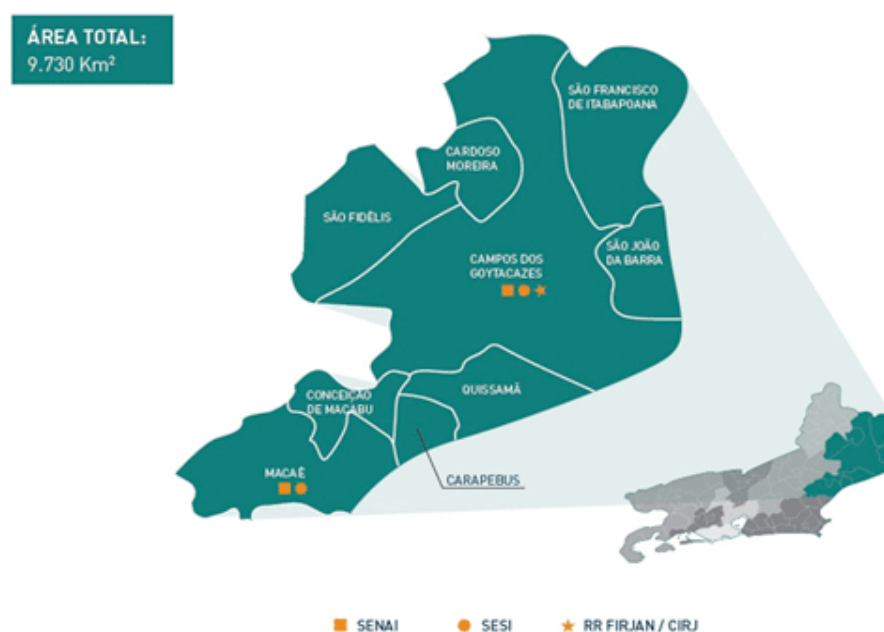 ÁREA TOTAL:
9.730 Km²
SÃO FRANCISCO
DE ITABAPOANA
CARDOSO
MOREIRA
SÃO FIDÉLIS
SÃO JOÃO
DA BARRA
CAMPOS DOS
GOYTACAZES
CONCEIÇÃO
DE MACABU
QUISSAMÃ
MACAÉ
CARAPEBUS
SENAI
SESI
RR FIRJAN / CIRJ